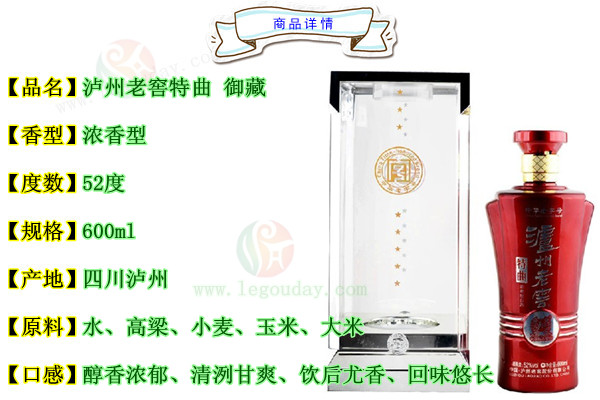 商品详情
【品名】泸州老窖特曲 御藏
【香型】浓香型
【度数】52度
【规格】600ml
【产地】四川泸州
www.legouday.com
【原料】水、高梁、小麦、玉米、大米
【口感】醇香浓郁、清洌甘爽、饮后尤香、回味悠长
泸州老窖
特曲